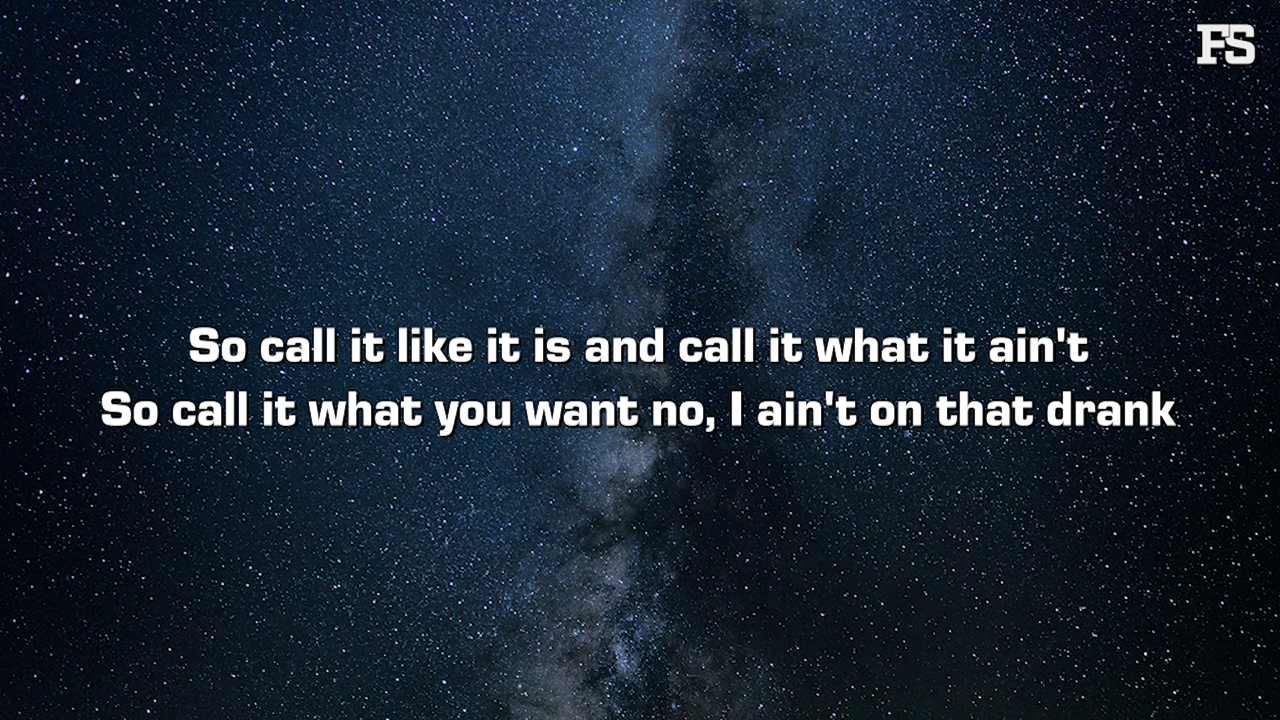 FS
So call it like it is and call it what it ain't
So call it what you want no, I ain't on that drank